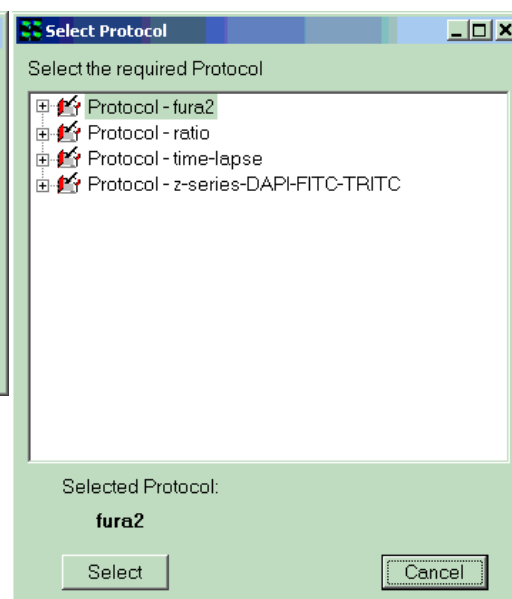 Select Protocol
Select the required Protocol
Protocol - fura2
Protocol - ratio
Protocol - time-lapse
Protocol - z-series-DAPI-FITC-TRITC
Selected Protocol:
fura2
Select Cancel